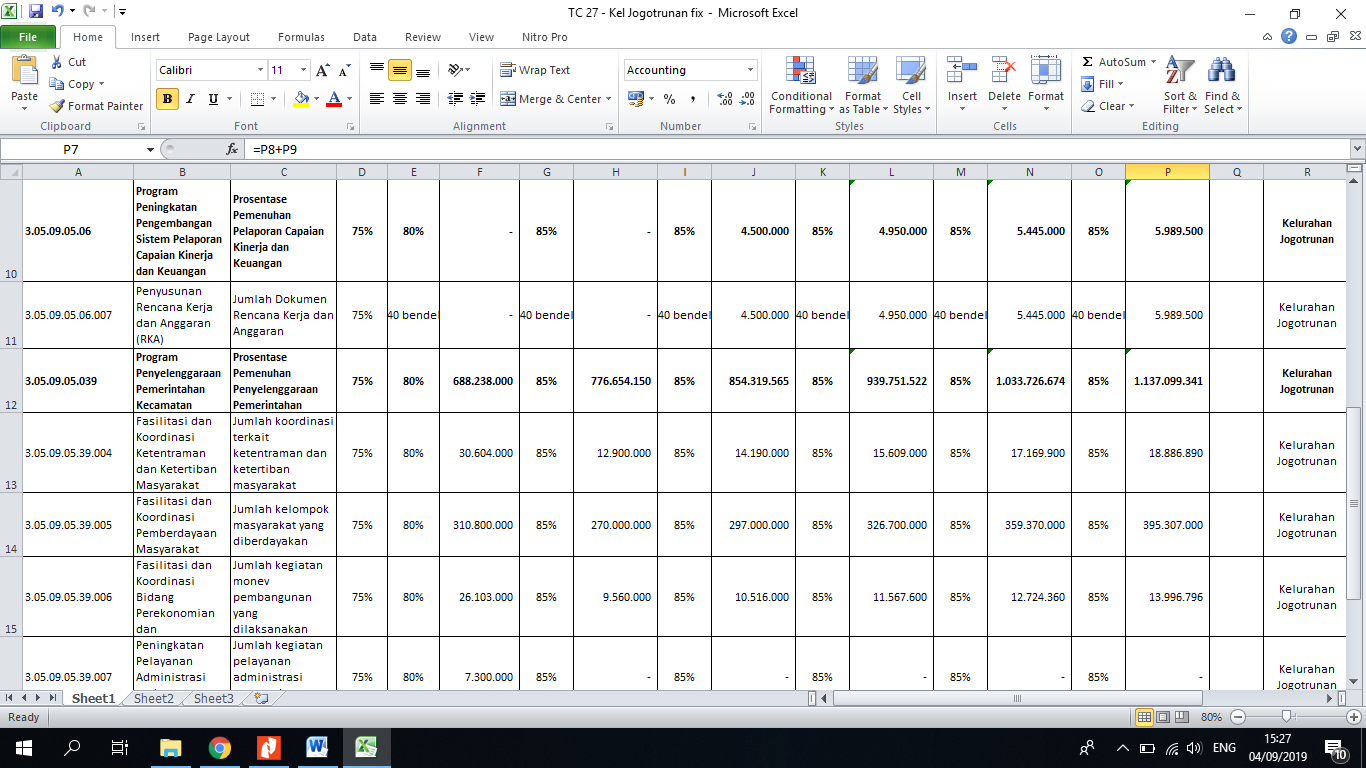 TC 27 - Kel Jogotrunan fix - Microsoft Excel
File Home Insert Page Layout Formulas Data Review View Nitro Pro
Paste
Cut
Copy
Format Painter
Clipboard
Calibri 11
B I U
Font
Wrap Text
Merge & Center
Alignment
Accounting
% ,
Number
Conditional Formatting
Format as Table
Cell Styles
Styles
Insert Delete Format
Cells
Σ AutoSum
Fill
Clear
Sort & Filter
Find & Select
Editing
P7 fx =P8+P9
A B C D E F G H I J K L M N O P Q R
10 3.05.09.05.06
Program
Peningkatan
Pengembangan
Sistem Pelaporan
Capaian Kinerja
dan Keuangan
Prosentase
Pemenuhan
Pelaporan Capaian
Kinerja dan
Keuangan
75% 80% - 85% - 85% 4.500.000 85% 4.950.000 85% 5.445.000 85% 5.989.500
Kelurahan
Jogotrunan
11 3.05.09.05.06.007
Penyusunan
Rencana Kerja
dan Anggaran
(RKA)
Jumlah Dokumen
Rencana Kerja dan
Anggaran
75% 40 bendel - 40 bendel - 40 bendel 4.500.000 40 bendel 4.950.000 40 bendel 5.445.000 40 bendel 5.989.500
Kelurahan
Jogotrunan
12 3.05.09.05.039
Program
Penyelenggaraan
Pemerintahan
Kecamatan
Prosentase
Pemenuhan
Penyelenggaraan
Pemerintahan
75% 80% 688.238.000 85% 776.654.150 85% 854.319.565 85% 939.751.522 85% 1.033.726.674 85% 1.137.099.341
Kelurahan
Jogotrunan
13 3.05.09.05.39.004
Fasilitasi dan
Koordinasi
Ketentraman
dan Ketertiban
Masyarakat
Jumlah koordinasi
terkait
ketentraman dan
ketertiban
masyarakat
75% 80% 30.604.000 85% 12.900.000 85% 14.190.000 85% 15.609.000 85% 17.169.900 85% 18.886.890
Kelurahan
Jogotrunan
14 3.05.09.05.39.005
Fasilitasi dan
Koordinasi
Pemberdayaan
Masyarakat
Jumlah kelompok
masyarakat yang
diberdayakan
75% 80% 310.800.000 85% 270.000.000 85% 297.000.000 85% 326.700.000 85% 359.370.000 85% 395.307.000
Kelurahan
Jogotrunan
15 3.05.09.05.39.006
Fasilitasi dan
Koordinasi
Bidang
Perekonomian
dan
Jumlah kegiatan
monev
pembangunan
yang
dilaksanakan
75% 80% 26.103.000 85% 9.560.000 85% 10.516.000 85% 11.567.600 85% 12.724.360 85% 13.996.796
Kelurahan
Jogotrunan
3.05.09.05.39.007
Peningkatan
Pelayanan
Administrasi
Jumlah kegiatan
pelayanan
administrasi
75% 80% 7.300.000 85% - 85% - 85% - 85% - 85% -
Kelurahan
Jogotrunan
Sheet1 Sheet2 Sheet3
Ready 80%
ENG
15:27
04/09/2019
10